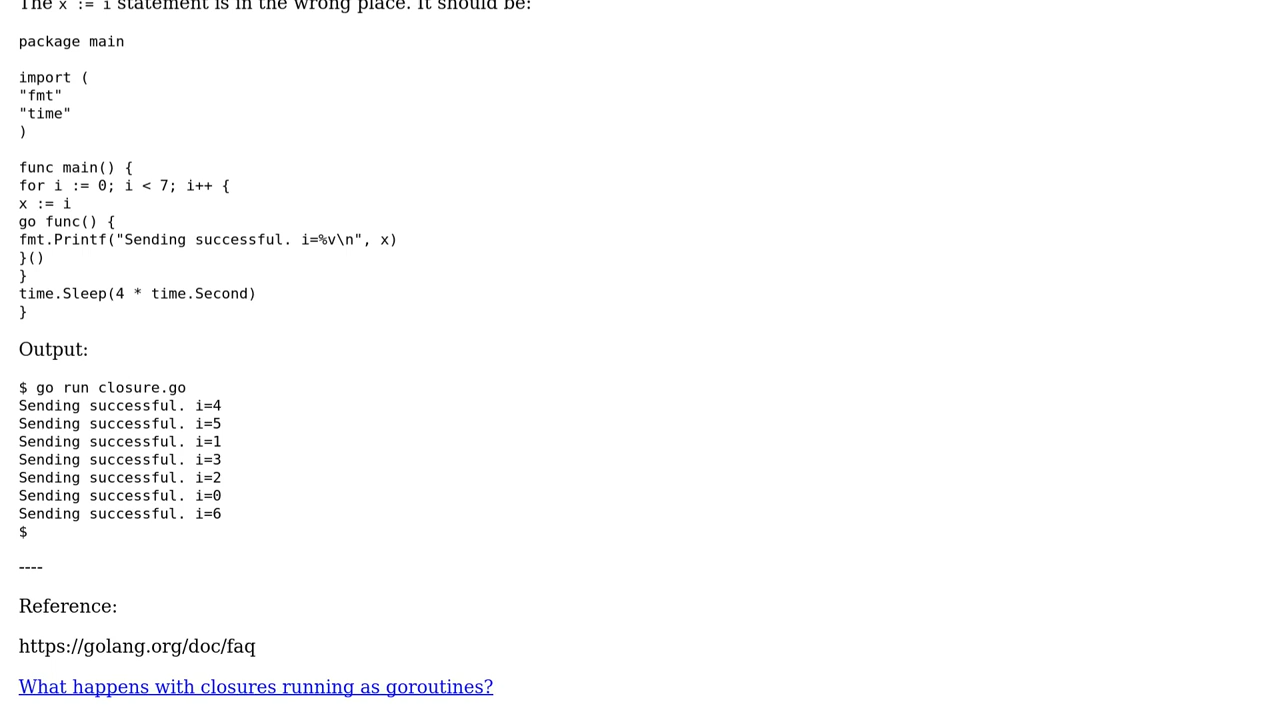 The x := i statement is in the wrong place. It should be:
package main
import (
"fmt"
"time"
)
func main() {
for i := 0; i < 7; i++ {
x := i
go func() {
fmt.Printf("Sending successful. i=%v\n", x)
}()
}
time.Sleep(4 * time.Second)
}
Output:
$ go run closure.go
Sending successful. i=4
Sending successful. i=5
Sending successful. i=1
Sending successful. i=3
Sending successful. i=2
Sending successful. i=0
Sending successful. i=6
$
----
Reference:
https://golang.org/doc/faq
What happens with closures running as goroutines?